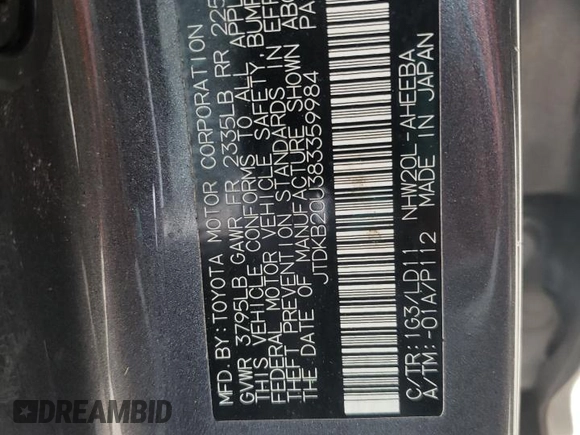 MFD. BY: TOYOTA MOTOR CORPORATION
GVWR 3795LB GAWR FR 2335LB RR 225
THIS VEHICLE CONFORMS TO ALL APPL
FEDERAL MOTOR VEHICLE SAFETY, BUMP
THEFT PREVENTION STANDARDS IN EFF
THE DATE OF MANUFACTURE SHOWN ABO
JTDKB20U383359984 PA
C/TR: 1G3/LD11 NHW20L-AHEEBA
A/TM: -01A/P112 MADE IN JAPAN
DREAMBID